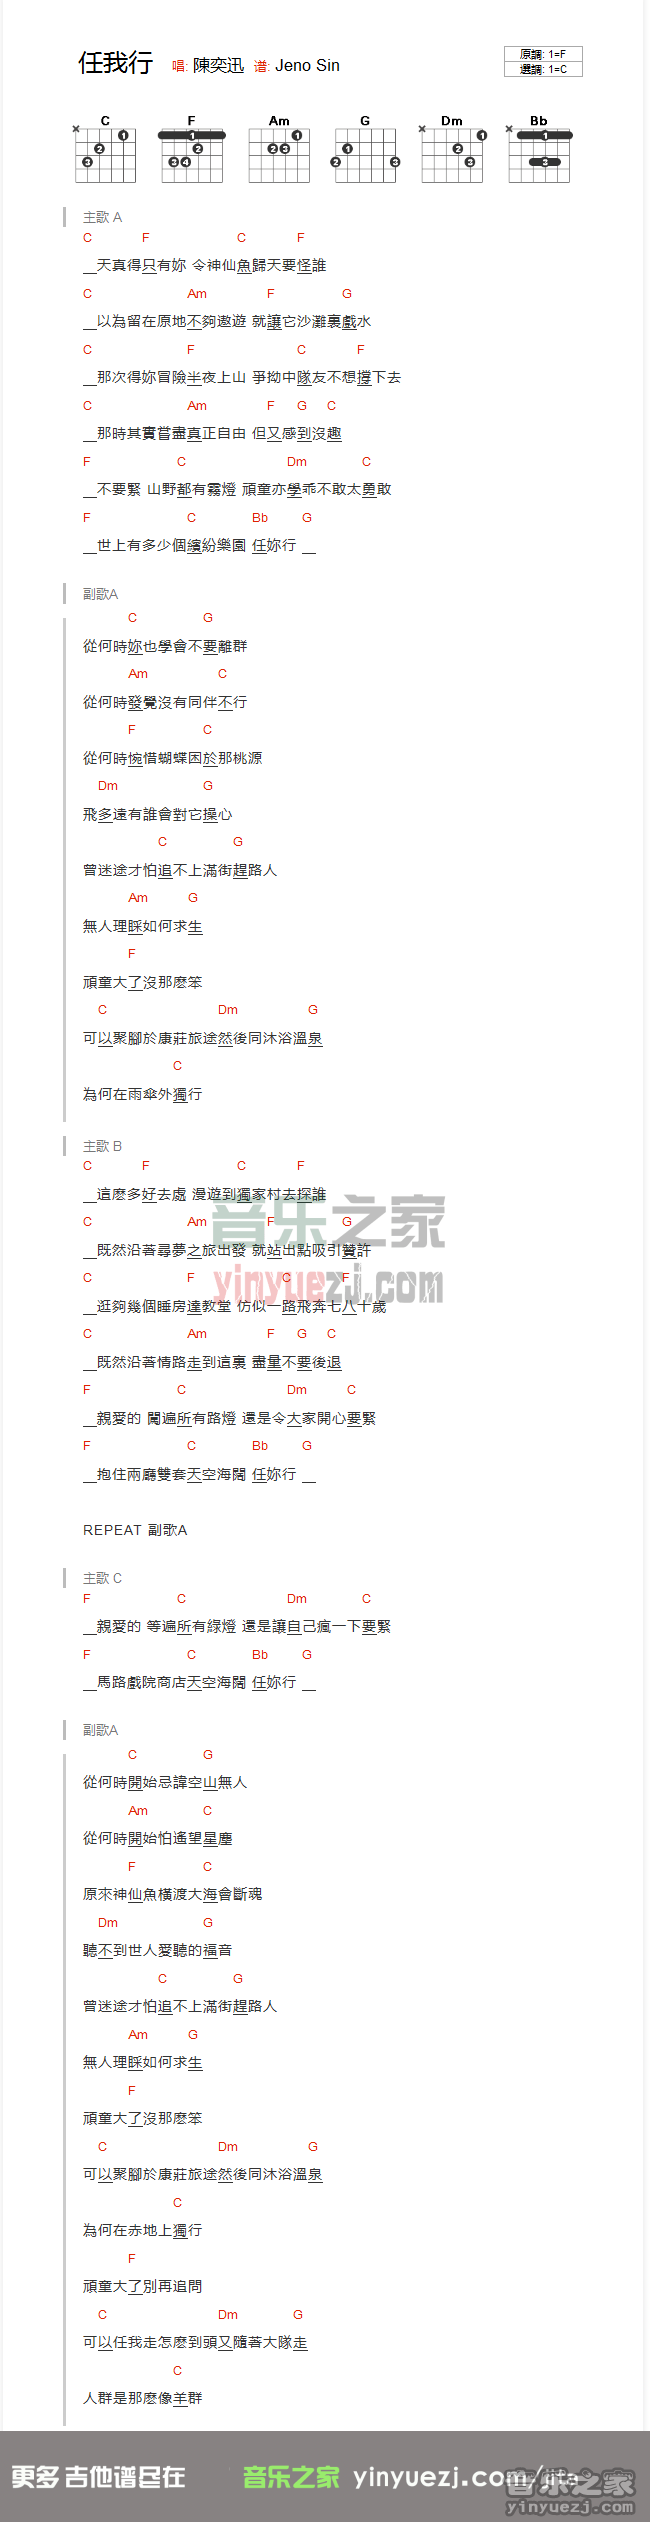 任我行 唱: 陳奕迅 谱: Jeno Sin
原調: 1=F
選調: 1=C
C F Am G Dm Bb
主歌 A
C F C F
__天真得只有妳 令神仙魚歸天要怪誰
C Am F G
__以為留在原地不夠遨遊 就讓它沙灘裏戲水
C F C F
__那次得妳冒險半夜上山 爭拗中隊友不想撐下去
C Am F G C
__那時其實嘗盡真正自由 但又感到沒趣
F C Dm C
__不要緊 山野都有霧燈 頑童亦學乖不敢太勇敢
F C Bb G
__世上有多少個繽紛樂園 任妳行 __
副歌A
C G
從何時妳也學會不要離群
Am C
從何時發覺沒有同伴不行
F C
從何時惋惜蝴蝶困於那桃源
Dm G
飛多遠有誰會對它操心
C G
曾迷途才怕追不上滿街趕路人
Am G
無人理睬如何求生
F
頑童大了沒那麽笨
C Dm G
可以聚腳於康莊旅途然後同沐浴溫泉
C
為何在雨傘外獨行
主歌 B
C F C F
__這麽多好去處 漫遊到獨家村去探誰
C Am F G
__既然沿著尋夢之旅出發 就站出點吸引贊許
C F C F
__逛夠幾個睡房達教堂 仿似一路飛奔七八十歲
C Am F G C
__既然沿著情路走到這裏 盡量不要後退
F C Dm C
__親愛的 闖遍所有路燈 還是令大家開心要緊
F C Bb G
__抱住兩廳雙套天空海闊 任妳行 __
REPEAT 副歌A
主歌 C
F C Dm C
__親愛的 等遍所有綠燈 還是讓自己瘋一下要緊
F C Bb G
__馬路戲院商店天空海闊 任妳行 __
副歌A
C G
從何時開始忌諱空山無人
Am C
從何時開始怕遙望星塵
F C
原來神仙魚橫渡大海會斷魂
Dm G
聽不到世人愛聽的福音
C G
曾迷途才怕追不上滿街趕路人
Am G
無人理睬如何求生
F
頑童大了沒那麽笨
C Dm G
可以聚腳於康莊旅途然後同沐浴溫泉
C
為何在赤地上獨行
F
頑童大了別再追問
C Dm G
可以任我走怎麽到頭又隨著大隊走
C
人群是那麽像羊群
音乐之家
yinyuezj.com
更多 吉他谱尽在 音乐之家 yinyuezj.com/jita
音乐之家
yinyuezj.com